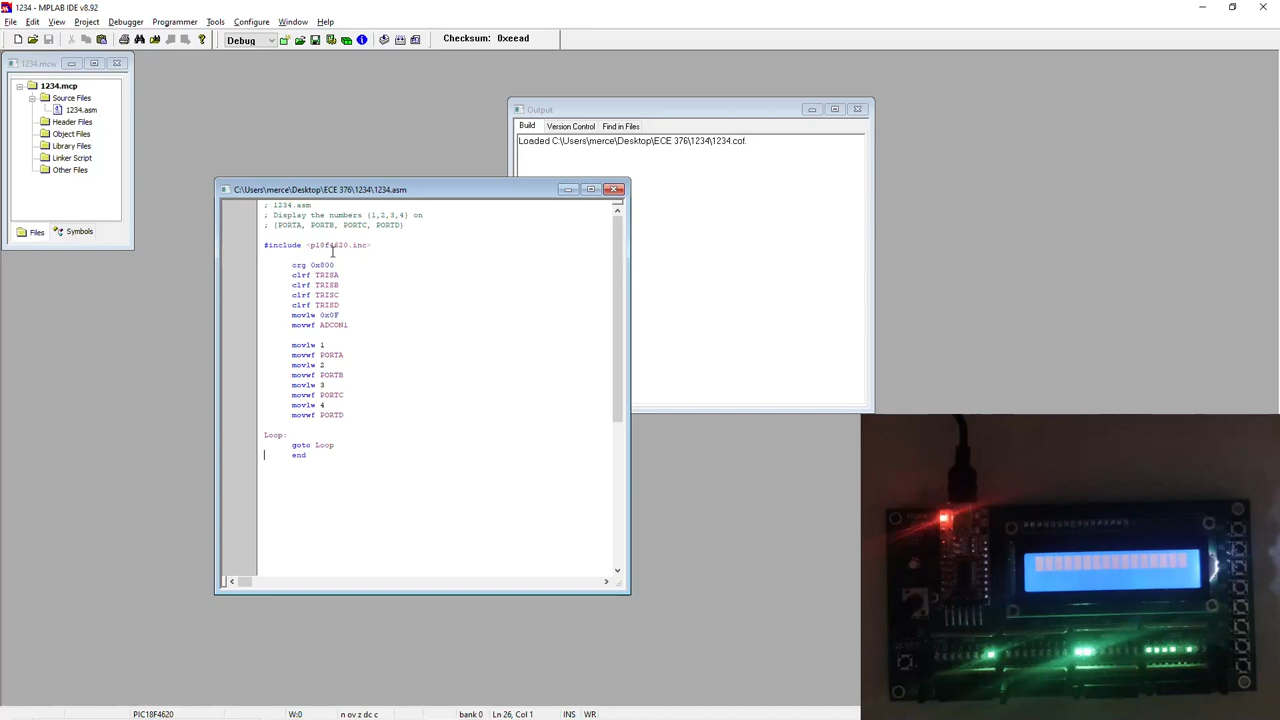 1234 - MPLAB IDE v8.92
File Edit View Project Debugger Programmer Tools Configure Window Help
Debug
Checksum: 0xeead
1234.mcw
1234.mcp
Source Files
1234.asm
Header Files
Object Files
Library Files
Linker Script
Other Files
Files Symbols
Output
Build Version Control Find in Files
Loaded C:\Users\merce\Desktop\ECE 376\1234\1234.cof.
C:\Users\merce\Desktop\ECE 376\1234\1234.asm
; 1234.asm
; Display the numbers {1,2,3,4} on
; {PORTA, PORTB, PORTC, PORTD}
#include <p18f4620.inc>
org 0x800
clrf TRISA
clrf TRISB
clrf TRISC
clrf TRISD
movlw 0x0F
movwf ADCON1
movlw 1
movwf PORTA
movlw 2
movwf PORTB
movlw 3
movwf PORTC
movlw 4
movwf PORTD
Loop:
goto Loop
end
PIC18F4620 W:0 n ov z dc c bank 0 Ln 26, Col 1 INS WR